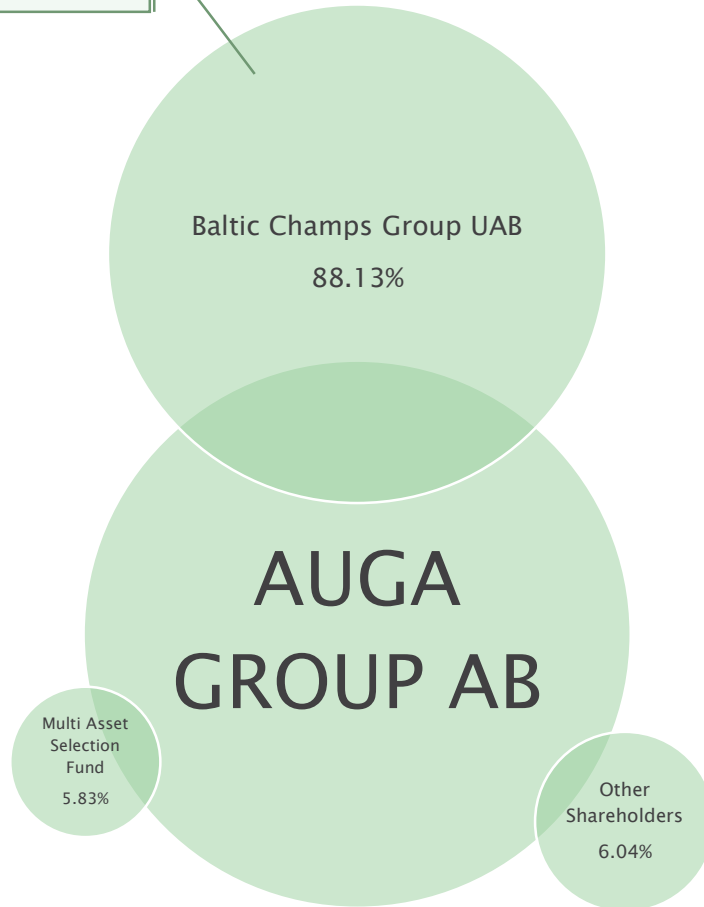 Baltic Champs Group UAB
88.13%
AUGA
GROUP AB
Multi Asset
Selection
Fund
5.83%
Other
Shareholders
6.04%